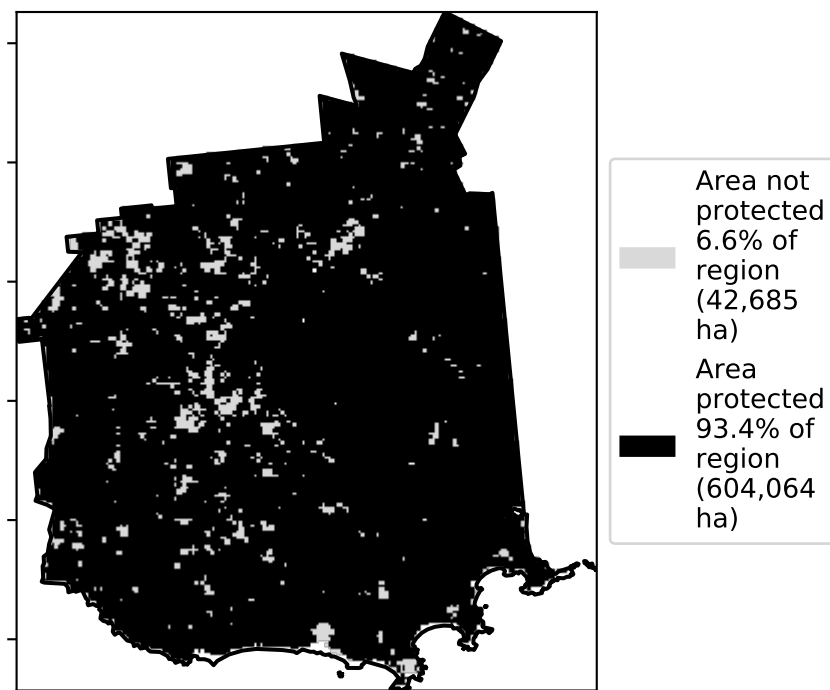 Area not
protected
6.6% of
region
(42,685
ha)
Area
protected
93.4% of
region
(604,064
ha)